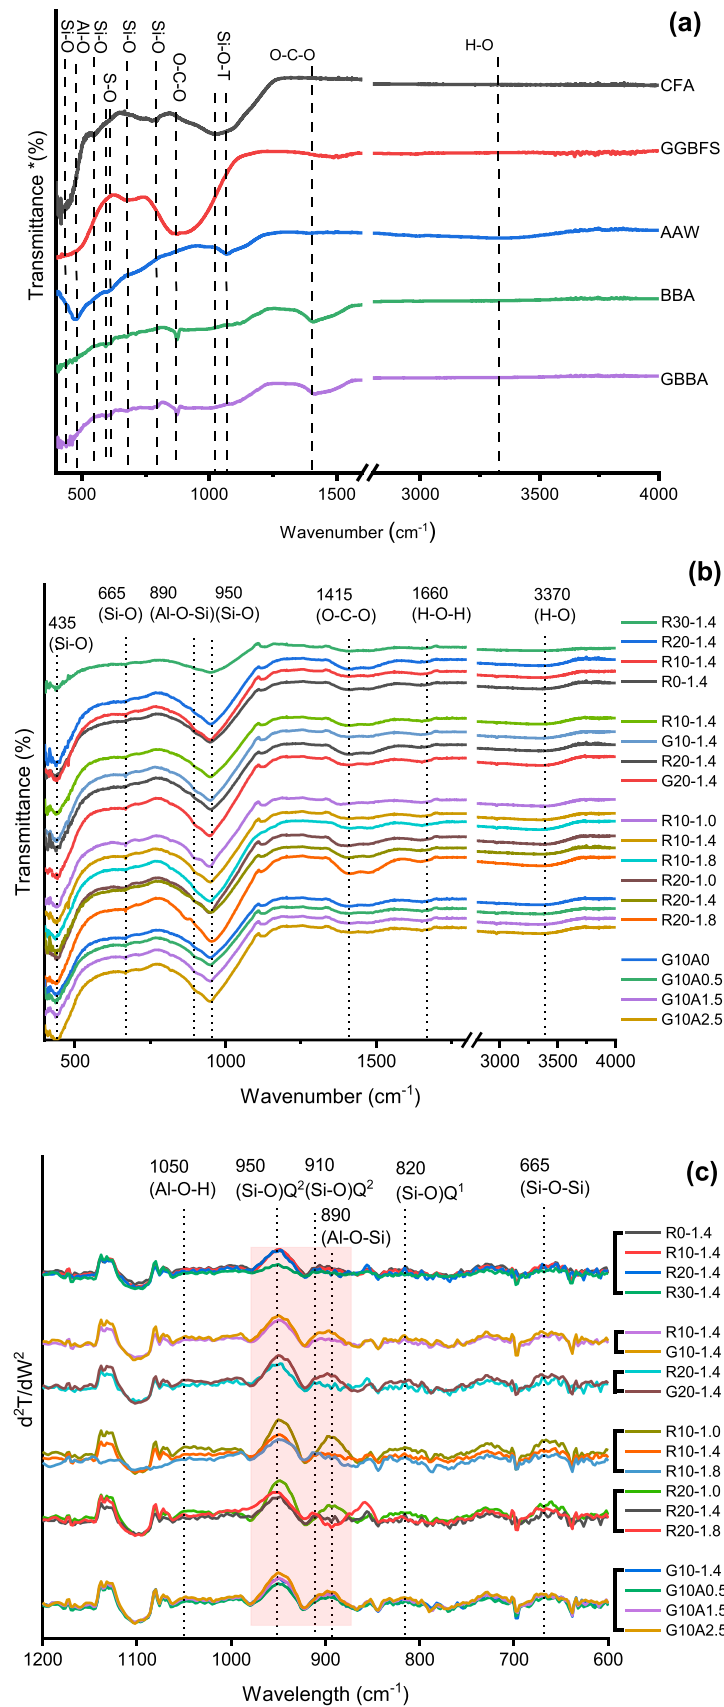 (a)
Si-O
Al-O
Si-O
S-O
Si-O
Si-O
O-C-O
Si-O-T
O-C-O
H-O
CFA
GGBFS
AAW
BBA
GBBA
Transmittance *(%)
500
1000
1500
3000
3500
4000
Wavenumber (cm⁻¹)
(b)
435
(Si-O)
665
(Si-O)
890
(Al-O-Si)
950
(Si-O)
1415
(O-C-O)
1660
(H-O-H)
3370
(H-O)
R30-1.4
R20-1.4
R10-1.4
R0-1.4
R10-1.4
G10-1.4
R20-1.4
G20-1.4
R10-1.0
R10-1.4
R10-1.8
R20-1.0
R20-1.4
R20-1.8
G10A0
G10A0.5
G10A1.5
G10A2.5
Transmittance (%)
500
1000
1500
3000
3500
4000
Wavenumber (cm⁻¹)
(c)
1050
(Al-O-H)
950
(Si-O)Q²
910
(Si-O)Q²
890
(Al-O-Si)
820
(Si-O)Q¹
665
(Si-O-Si)
R0-1.4
R10-1.4
R20-1.4
R30-1.4
R10-1.4
G10-1.4
R20-1.4
G20-1.4
R10-1.0
R10-1.4
R10-1.8
R20-1.0
R20-1.4
R20-1.8
G10-1.4
G10A0.5
G10A1.5
G10A2.5
d²T/dW²
1200
1100
1000
900
800
700
600
Wavelength (cm⁻¹)